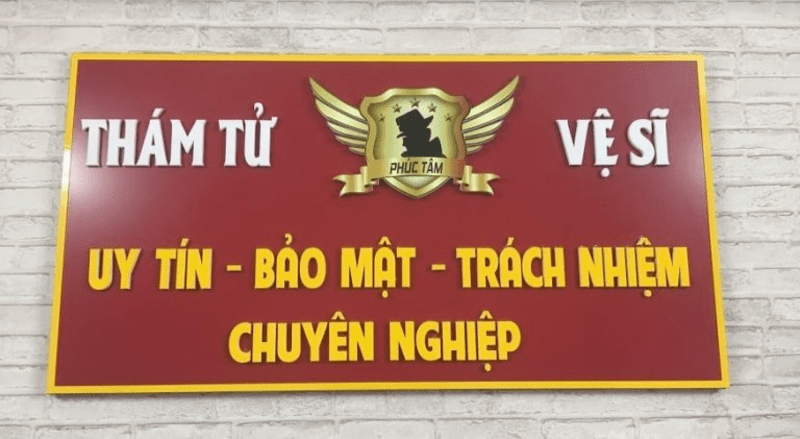 THÁM TỬ
PHÚC TÂM
VỆ SĨ
UY TÍN - BẢO MẬT - TRÁCH NHIỆM
CHUYÊN NGHIỆP